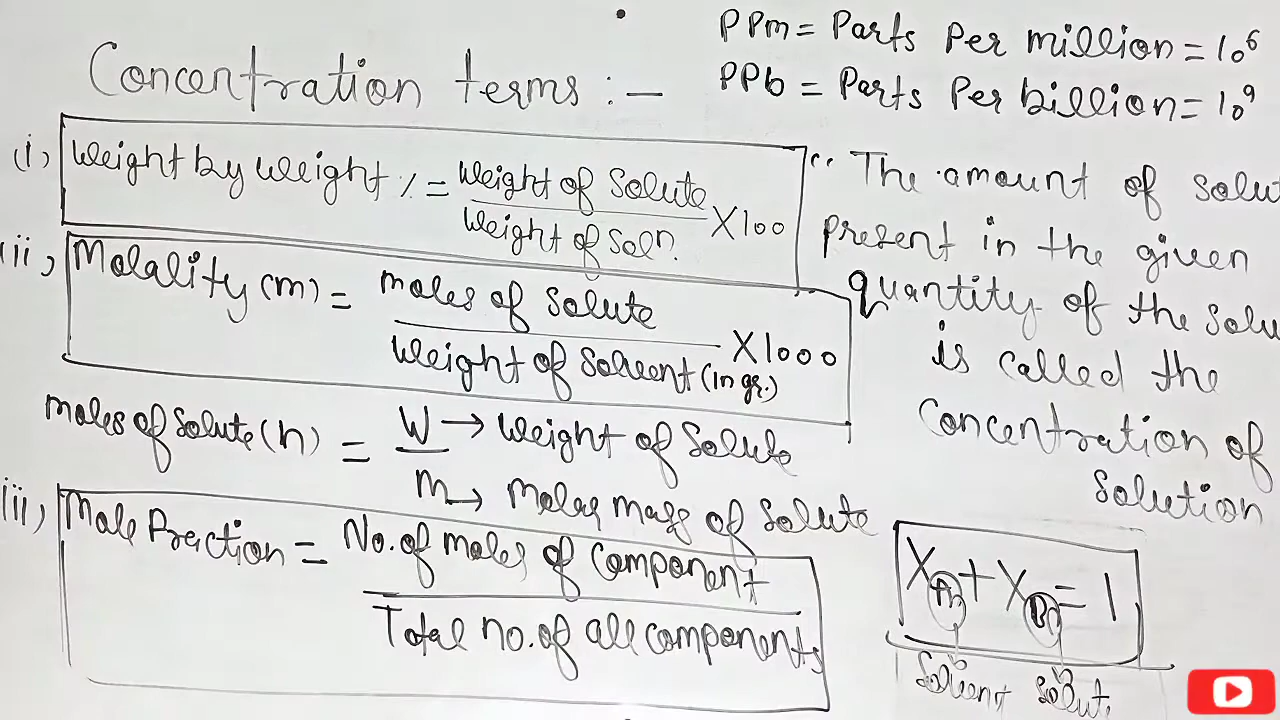 PPm = Parts Per million = 10⁶
Concentration terms :—
PPb = Parts Per billion = 10⁹
(i) Weight by weight % = Weight of Solute / Weight of Soln. X 100
(ii) Molality (m) = moles of Solute / Weight of Solvent (in gr.) X 1000
moles of Solute (n) = W → Weight of Solute
m → Molar mass of Solute
(iii) Mole Fraction = No. of moles of Component / Total no. of all components
“ The amount of solut
present in the given
quantity of the Solu
is called the
Concentration of
Solution
X + X = 1
Solvent Solut